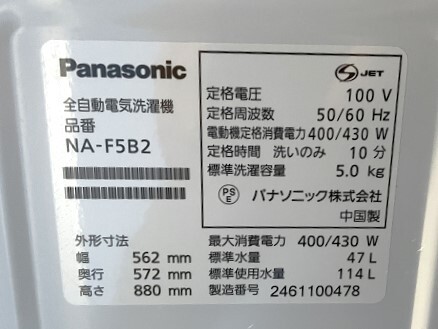 Panasonic
全自動電気洗濯機
品番
NA-F5B2
外形寸法
幅 562 mm
奥行 572 mm
高さ 880 mm
S JET
定格電圧 100 V
定格周波数 50/60 Hz
電動機定格消費電力 400/430 W
定格時間 洗いのみ 10 分
標準洗濯容量 5.0 kg
PSE パナソニック株式会社
中国製
最大消費電力 400/430 W
標準水量 47 L
標準使用水量 114 L
製造番号 2461100478